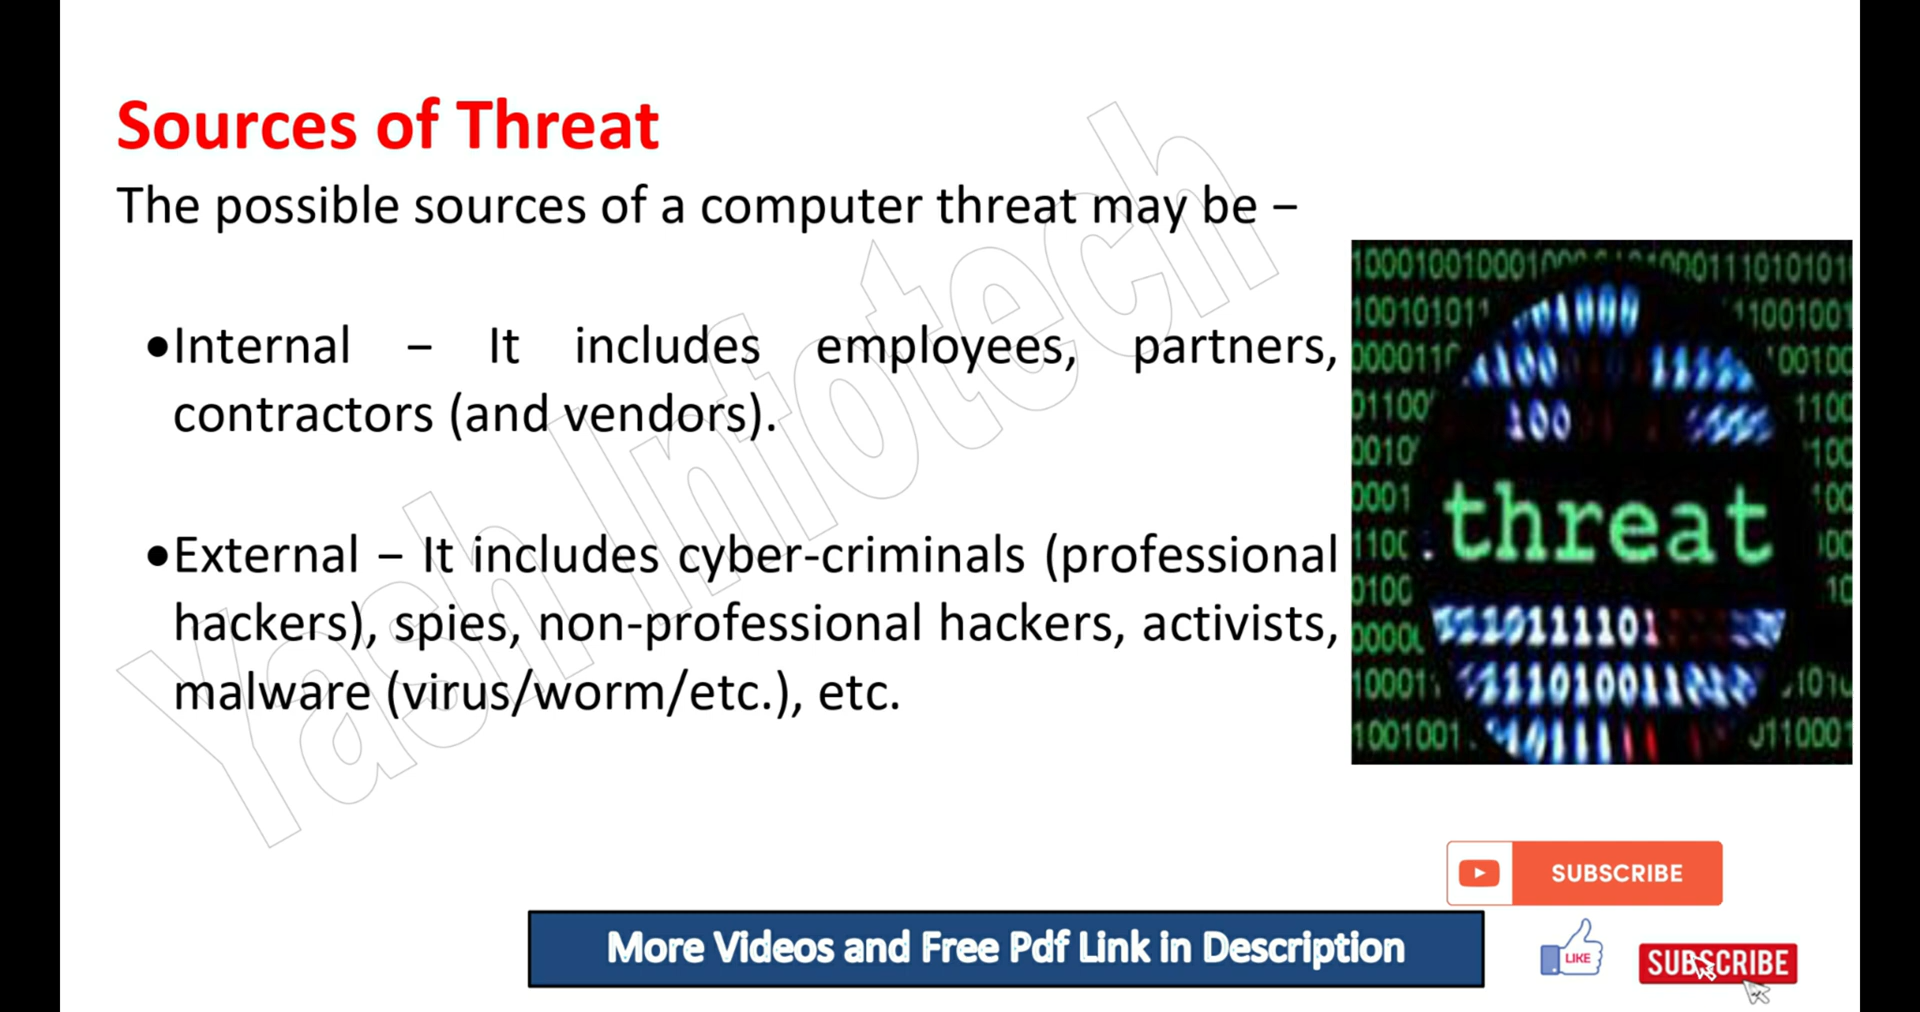 Sources of Threat
The possible sources of a computer threat may be –
•Internal – It includes employees, partners,
contractors (and vendors).
•External – It includes cyber-criminals (professional
hackers), spies, non-professional hackers, activists,
malware (virus/worm/etc.), etc.
Yash Infotech
.threat
SUBSCRIBE
More Videos and Free Pdf Link in Description
LIKE
SUBSCRIBE